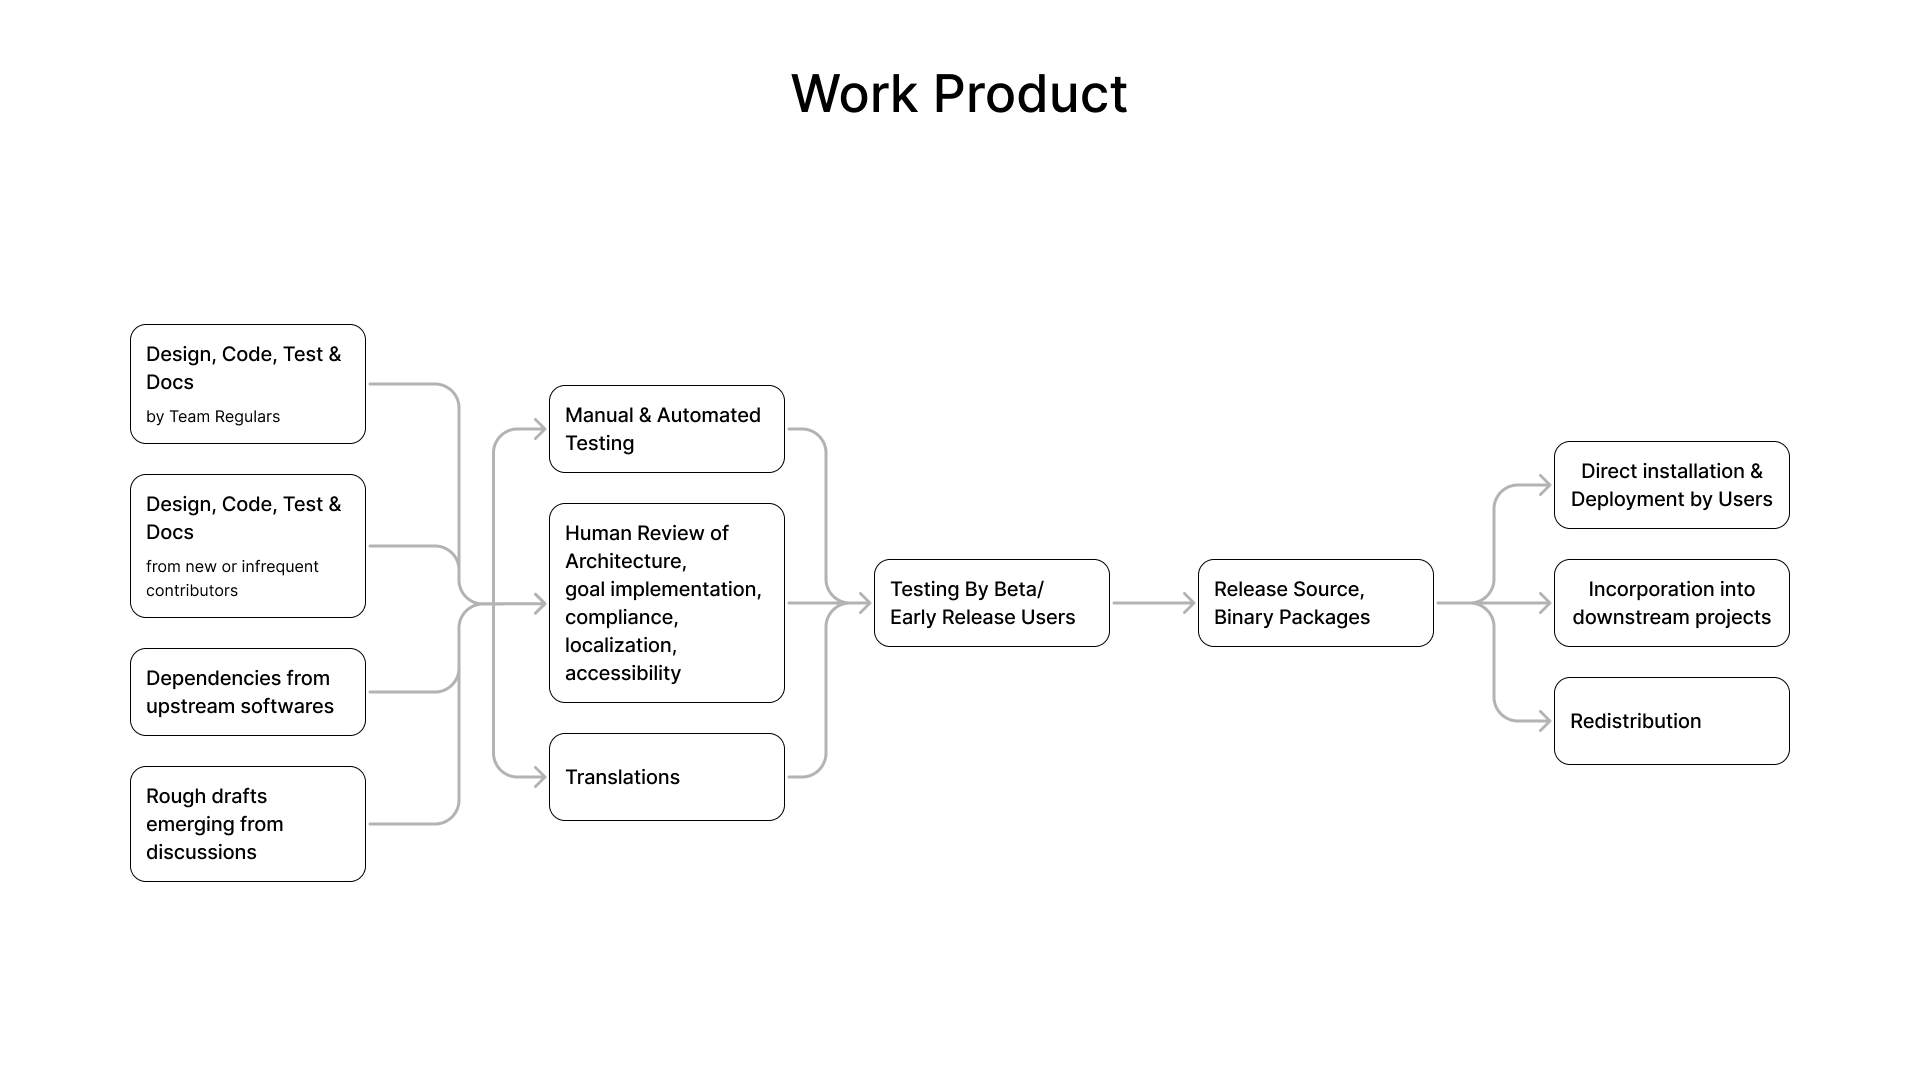 Work Product
Design, Code, Test &
Docs
by Team Regulars
Design, Code, Test &
Docs
from new or infrequent
contributors
Dependencies from
upstream softwares
Rough drafts
emerging from
discussions
Manual & Automated
Testing
Human Review of
Architecture,
goal implementation,
compliance,
localization,
accessibility
Translations
Testing By Beta/
Early Release Users
Release Source,
Binary Packages
Direct installation &
Deployment by Users
Incorporation into
downstream projects
Redistribution